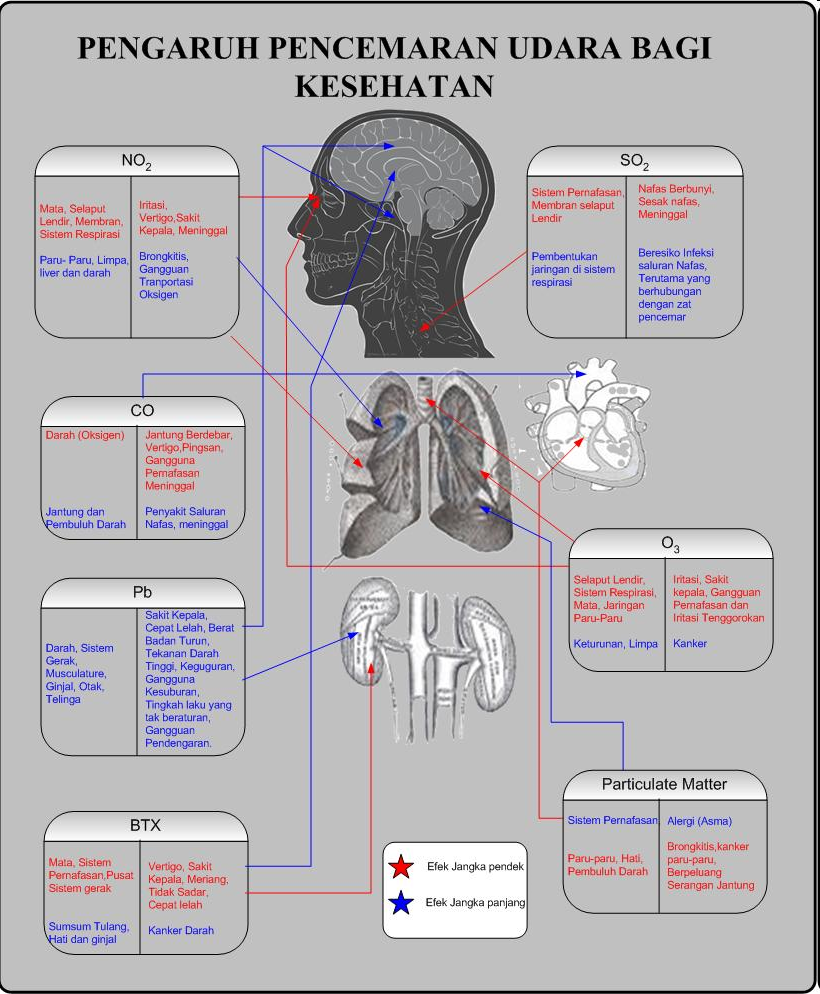 PENGARUH PENCEMARAN UDARA BAGI
KESEHATAN
NO2
Mata, Selaput
Lendir, Membran,
Sistem Respirasi
Paru- Paru, Limpa,
liver dan darah
Iritasi,
Vertigo,Sakit
Kepala, Meninggal
Brongkitis,
Gangguan
Tranportasi
Oksigen
SO2
Sistem Pernafasan,
Membran selaput
Lendir
Pembentukan
jaringan di sistem
respirasi
Nafas Berbunyi,
Sesak nafas,
Meninggal
Beresiko Infeksi
saluran Nafas,
Terutama yang
berhubungan
dengan zat
pencemar
CO
Darah (Oksigen)
Jantung dan
Pembuluh Darah
Jantung Berdebar,
Vertigo,Pingsan,
Gangguna
Pernafasan
Meninggal
Penyakit Saluran
Nafas, meninggal
O3
Selaput Lendir,
Sistem Respirasi,
Mata, Jaringan
Paru-Paru
Keturunan, Limpa
Iritasi, Sakit
kepala, Gangguan
Pernafasan dan
Iritasi Tenggorokan
Kanker
Pb
Darah, Sistem
Gerak,
Musculature,
Ginjal, Otak,
Telinga
Sakit Kepala,
Cepat Lelah, Berat
Badan Turun,
Tekanan Darah
Tinggi, Keguguran,
Gangguna
Kesuburan,
Tingkah laku yang
tak beraturan,
Gangguan
Pendengaran.
Particulate Matter
Sistem Pernafasan
Paru-paru, Hati,
Pembuluh Darah
Alergi (Asma)
Brongkitis,kanker
paru-paru,
Berpeluang
Serangan Jantung
BTX
Mata, Sistem
Pernafasan,Pusat
Sistem gerak
Sumsum Tulang,
Hati dan ginjal
Vertigo, Sakit
Kepala, Meriang,
Tidak Sadar,
Cepat lelah
Kanker Darah
Efek Jangka pendek
Efek Jangka panjang